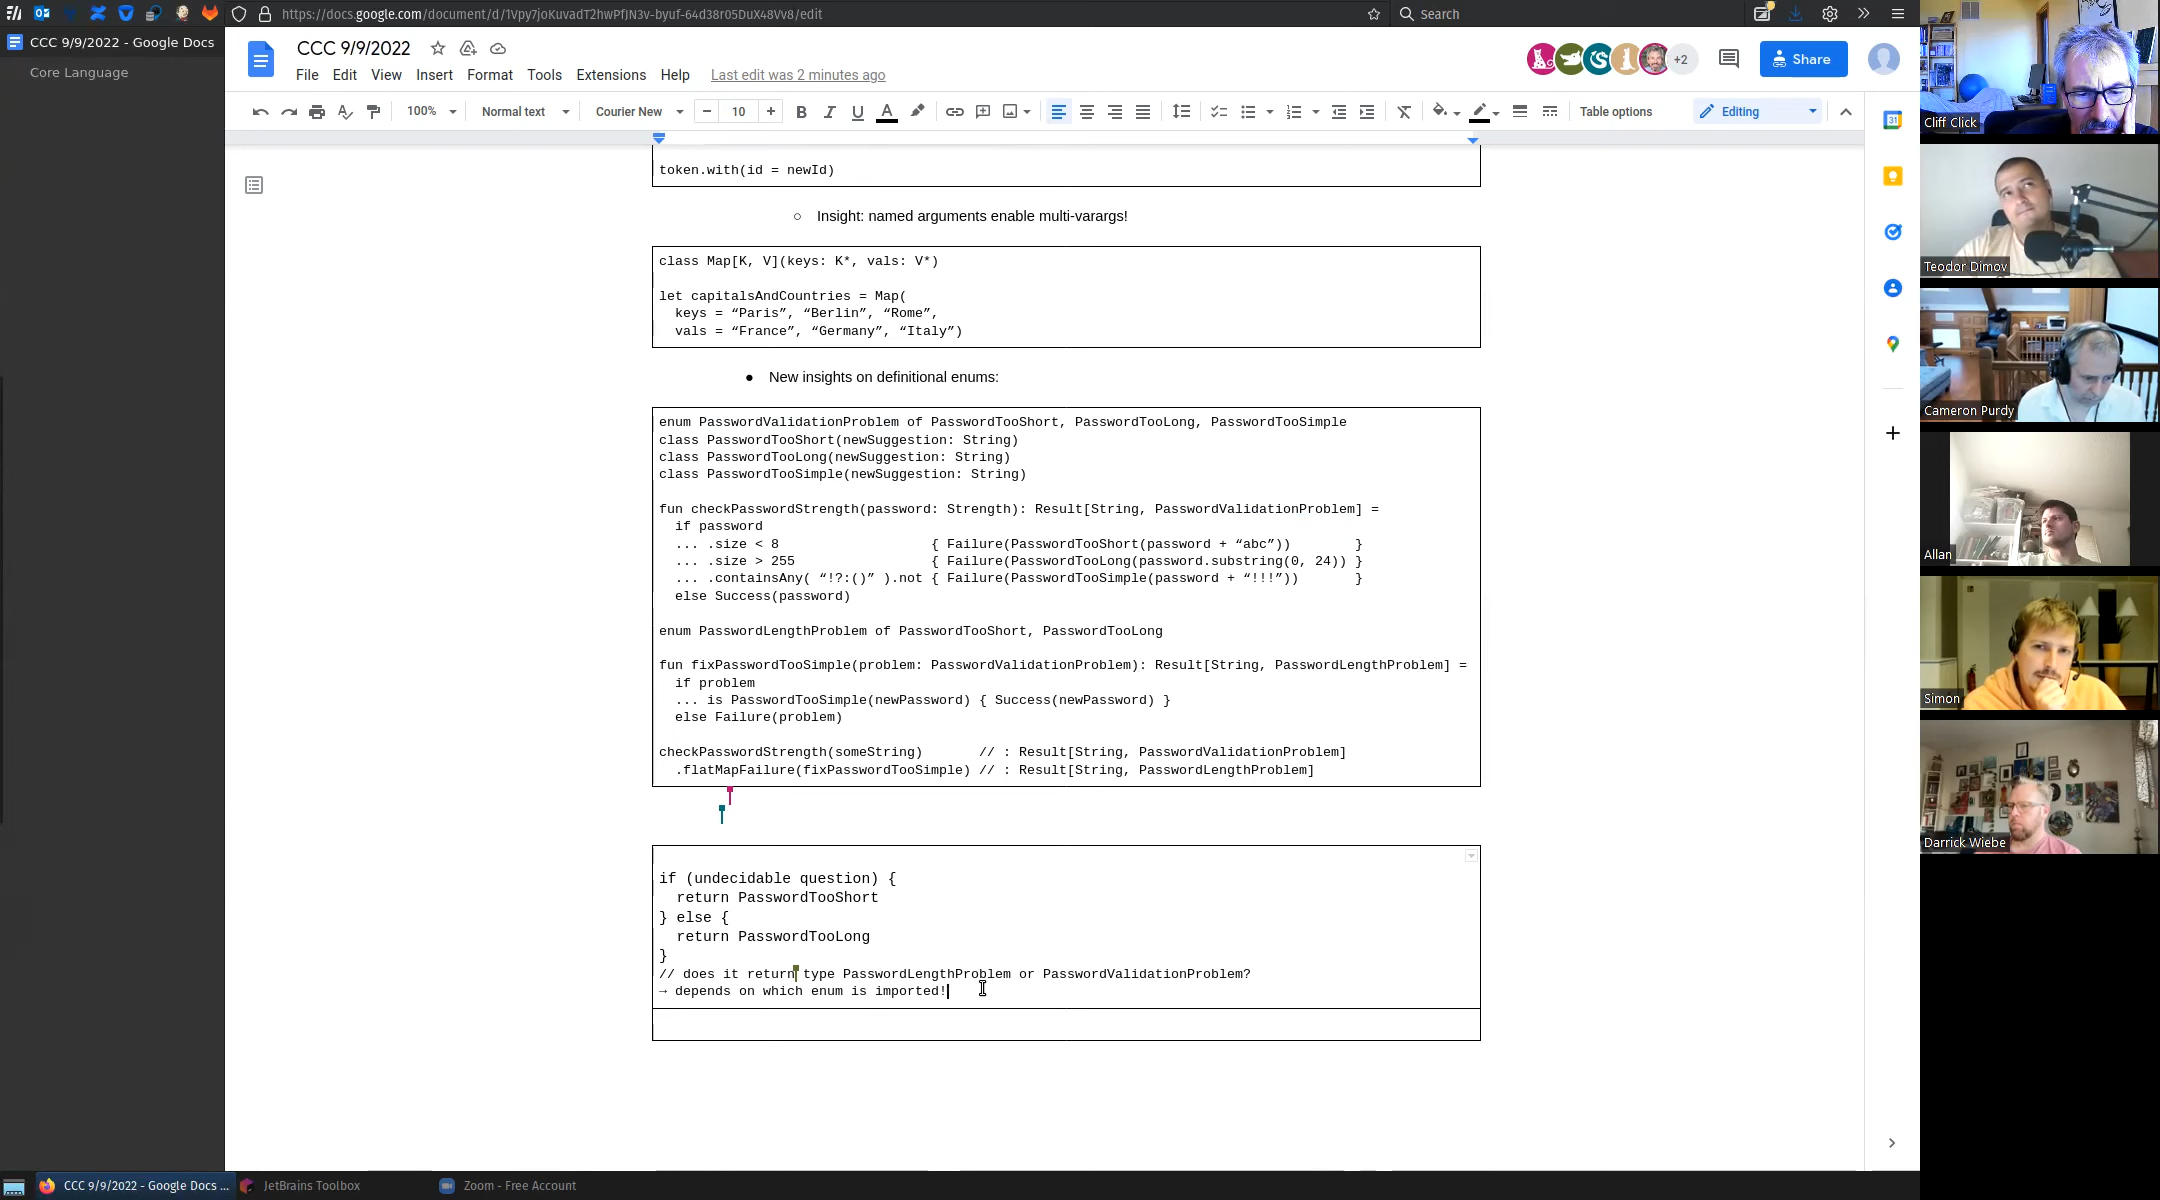 https://docs.google.com/document/d/1Vpy7joKuvadT2hwPfJN3v-byuf-64d38r05DuX48Vv8/edit
Search
CCC 9/9/2022 - Google Docs
Core Language
CCC 9/9/2022
File Edit View Insert Format Tools Extensions Help Last edit was 2 minutes ago
+2
Share
100% Normal text Courier New 10 Table options Editing
token.with(id = newId)
○ Insight: named arguments enable multi-varargs!
class Map[K, V](keys: K*, vals: V*)
let capitalsAndCountries = Map(
keys = “Paris”, “Berlin”, “Rome”,
vals = “France”, “Germany”, “Italy”)
● New insights on definitional enums:
enum PasswordValidationProblem of PasswordTooShort, PasswordTooLong, PasswordTooSimple
class PasswordTooShort(newSuggestion: String)
class PasswordTooLong(newSuggestion: String)
class PasswordTooSimple(newSuggestion: String)
fun checkPasswordStrength(password: Strength): Result[String, PasswordValidationProblem] =
if password
... .size < 8 { Failure(PasswordTooShort(password + “abc”)) }
... .size > 255 { Failure(PasswordTooLong(password.substring(0, 24)) }
... .containsAny( “!?:()” ).not { Failure(PasswordTooSimple(password + “!!!”)) }
else Success(password)
enum PasswordLengthProblem of PasswordTooShort, PasswordTooLong
fun fixPasswordTooSimple(problem: PasswordValidationProblem): Result[String, PasswordLengthProblem] =
if problem
... is PasswordTooSimple(newPassword) { Success(newPassword) }
else Failure(problem)
checkPasswordStrength(someString) // : Result[String, PasswordValidationProblem]
.flatMapFailure(fixPasswordTooSimple) // : Result[String, PasswordLengthProblem]
if (undecidable question) {
return PasswordTooShort
} else {
return PasswordTooLong
}
// does it return type PasswordLengthProblem or PasswordValidationProblem?
→ depends on which enum is imported!
31
Cliff Click
Teodor Dimov
Cameron Purdy
Allan
Simon
Darrick Wiebe
CCC 9/9/2022 - Google Docs ...
JetBrains Toolbox
Zoom - Free Account